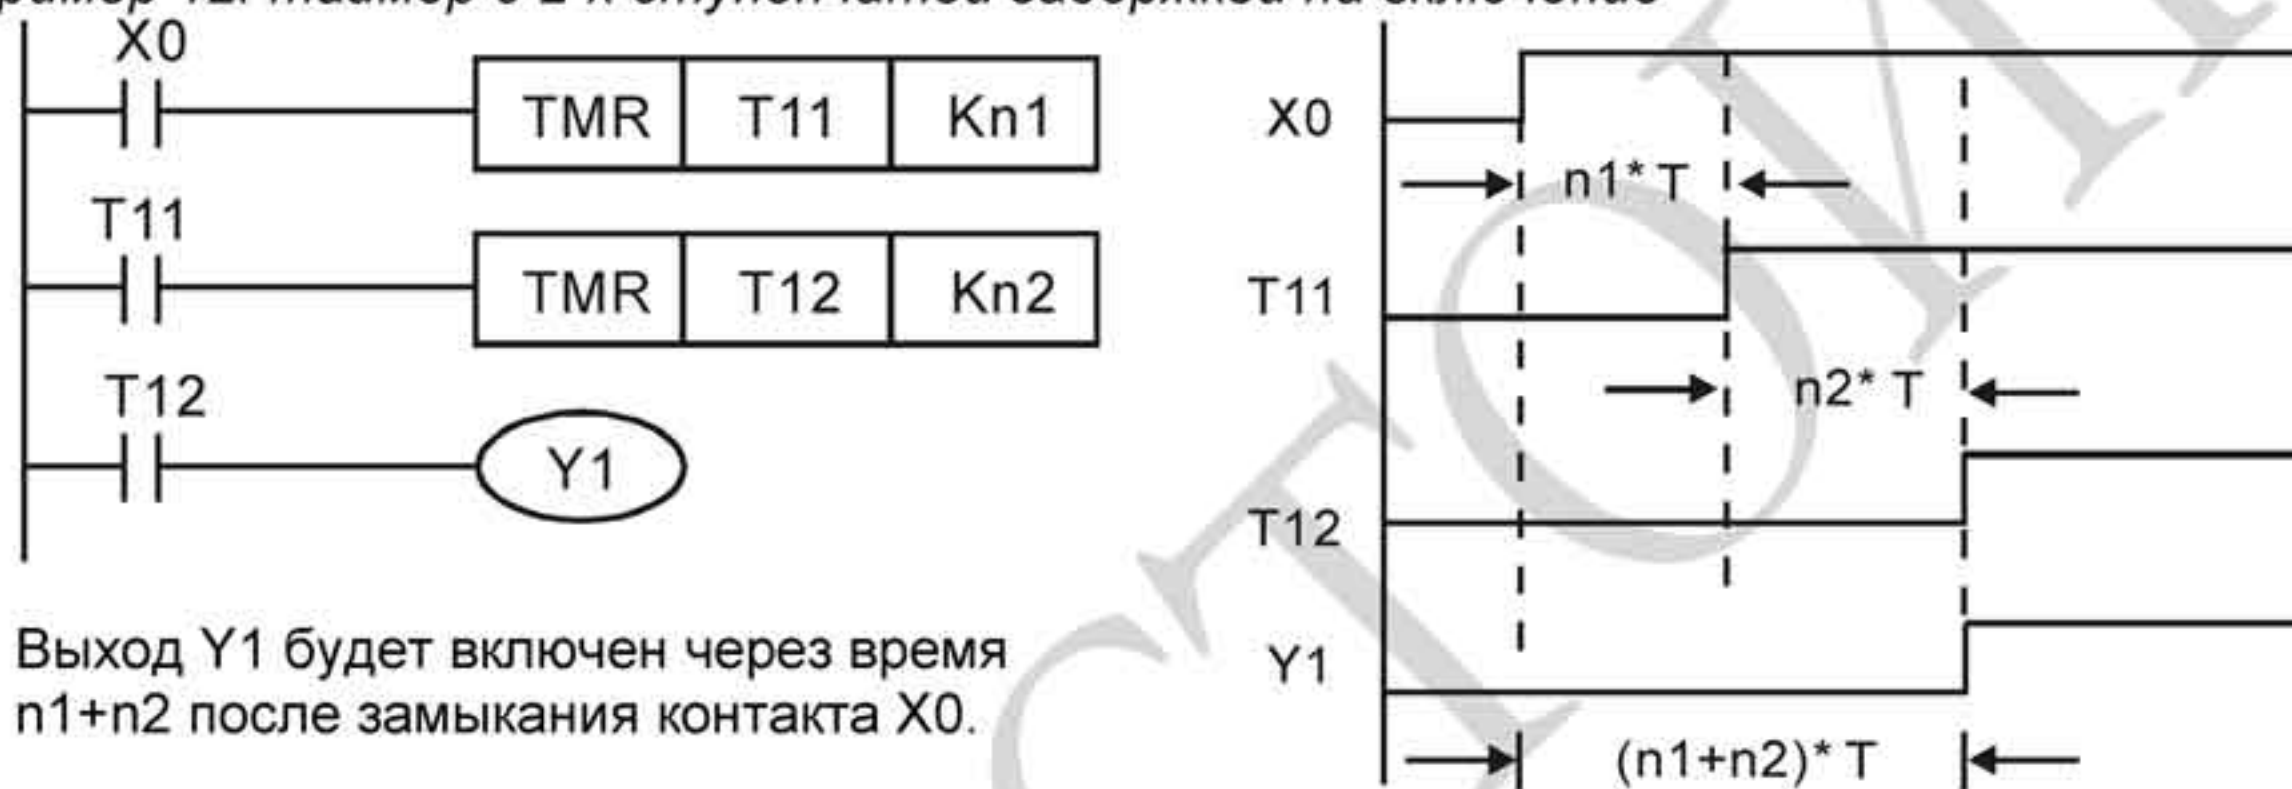 X0
TMR T11 Kn1
T11
TMR T12 Kn2
T12
Y1
Выход Y1 будет включен через время
n1+n2 после замыкания контакта X0.
X0
n1* T
T11
n2* T
T12
Y1
(n1+n2)* T